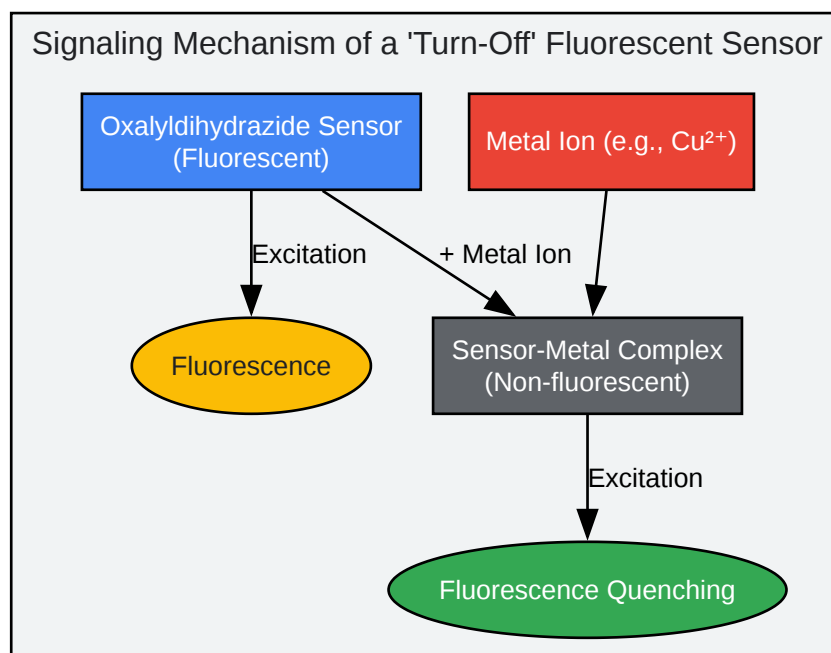 Signaling Mechanism of a 'Turn-Off' Fluorescent Sensor
Oxalyldihydrazide Sensor
(Fluorescent)
Metal Ion (e.g., Cu²⁺)
Excitation
+ Metal Ion
Fluorescence
Sensor-Metal Complex
(Non-fluorescent)
Excitation
Fluorescence Quenching